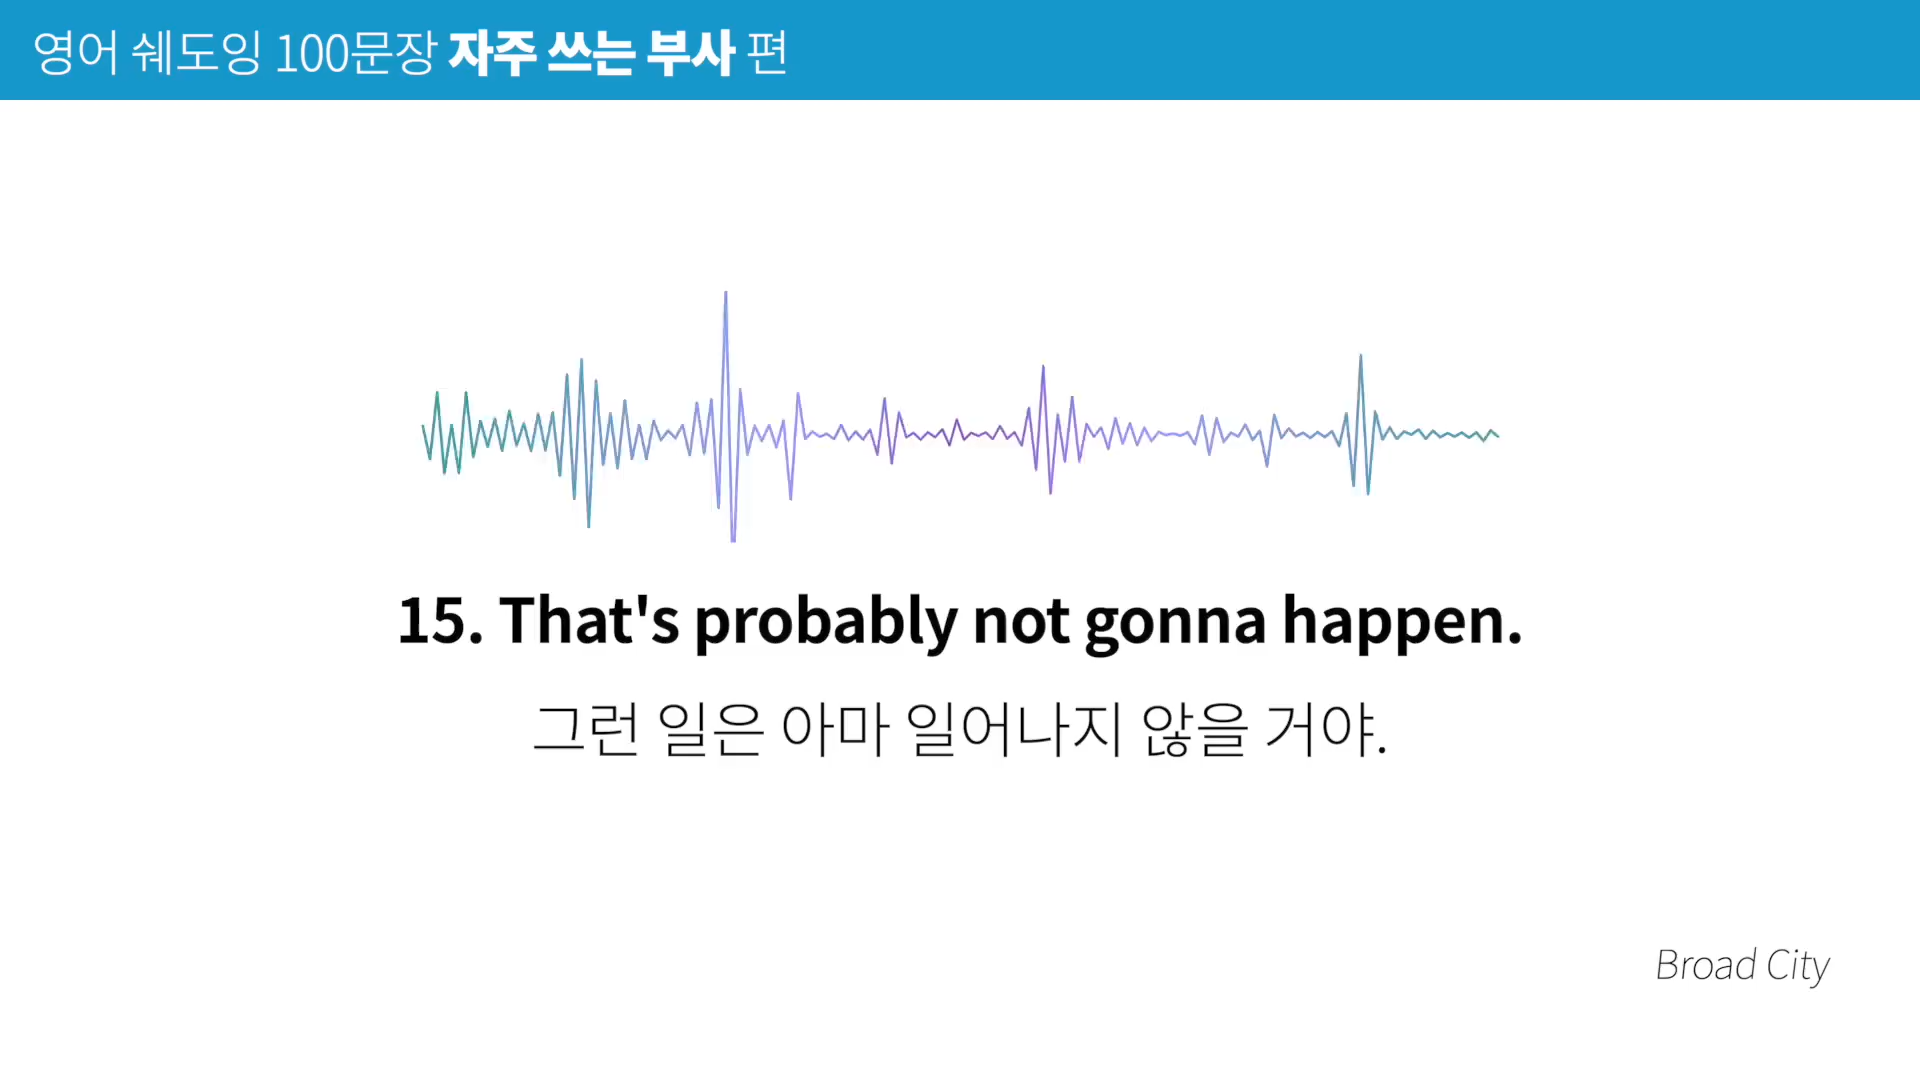 영어 쉐도잉 100문장 자주 쓰는 부사 편
15. That's probably not gonna happen.
그런 일은 아마 일어나지 않을 거야.
Broad City